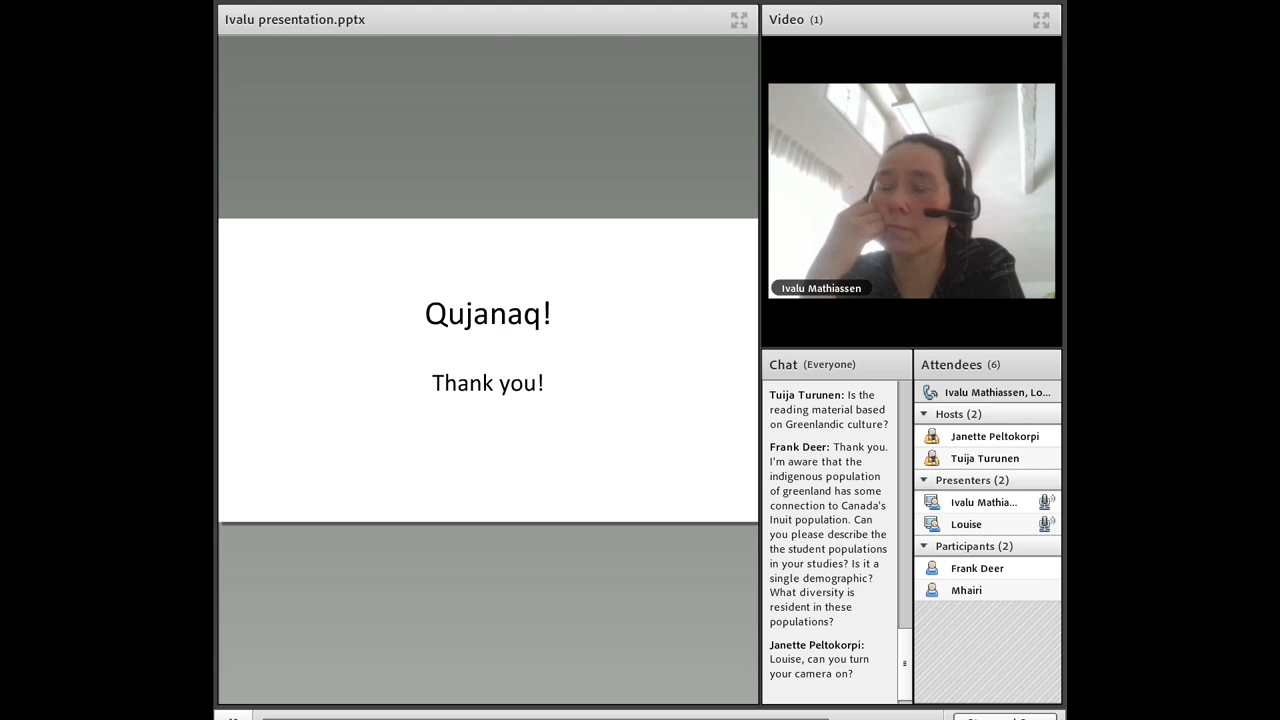 Ivalu presentation.pptx
Qujanaq!
Thank you!
Video (1)
Ivalu Mathiassen
Chat (Everyone)
Tuija Turunen: Is the
reading material based
on Greenlandic culture?
Frank Deer: Thank you.
I'm aware that the
indigenous population
of greenland has some
connection to Canada's
Inuit population. Can
you please describe the
the student populations
in your studies? Is it a
single demographic?
What diversity is
resident in these
populations?
Janette Peltokorpi:
Louise, can you turn
your camera on?
Attendees (6)
Ivalu Mathiassen, Lo...
Hosts (2)
Janette Peltokorpi
Tuija Turunen
Presenters (2)
Ivalu Mathia...
Louise
Participants (2)
Frank Deer
Mhairi